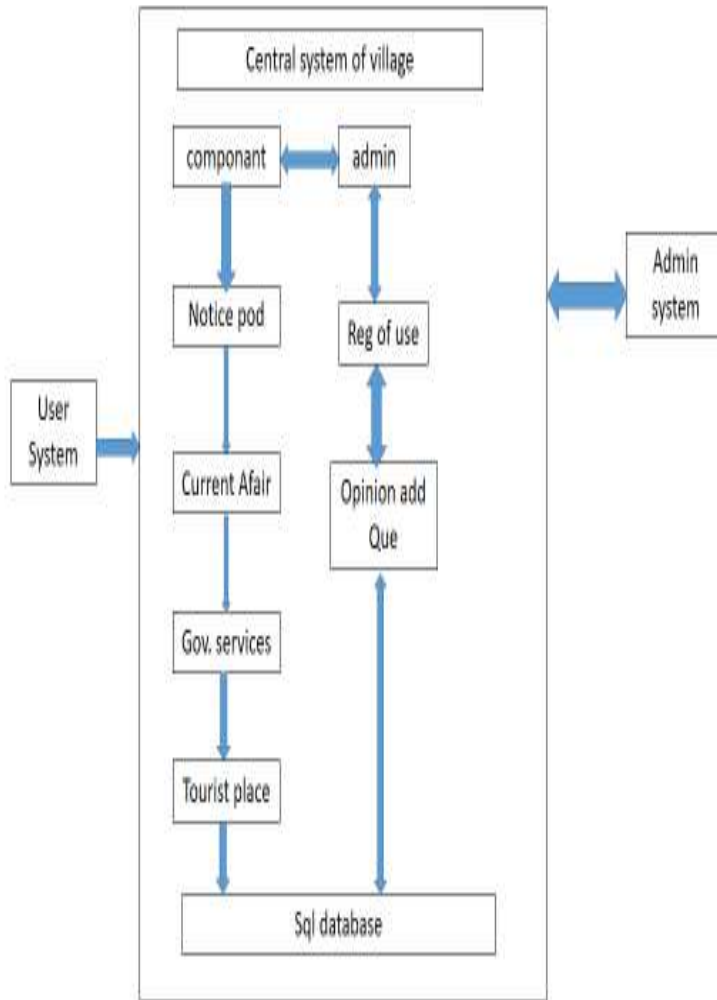 Central system of village
componant
admin
Notice pod
Reg of use
Admin
system
User
System
Current Afair
Opinion add
Que
Gov. services
Tourist place
Sql database